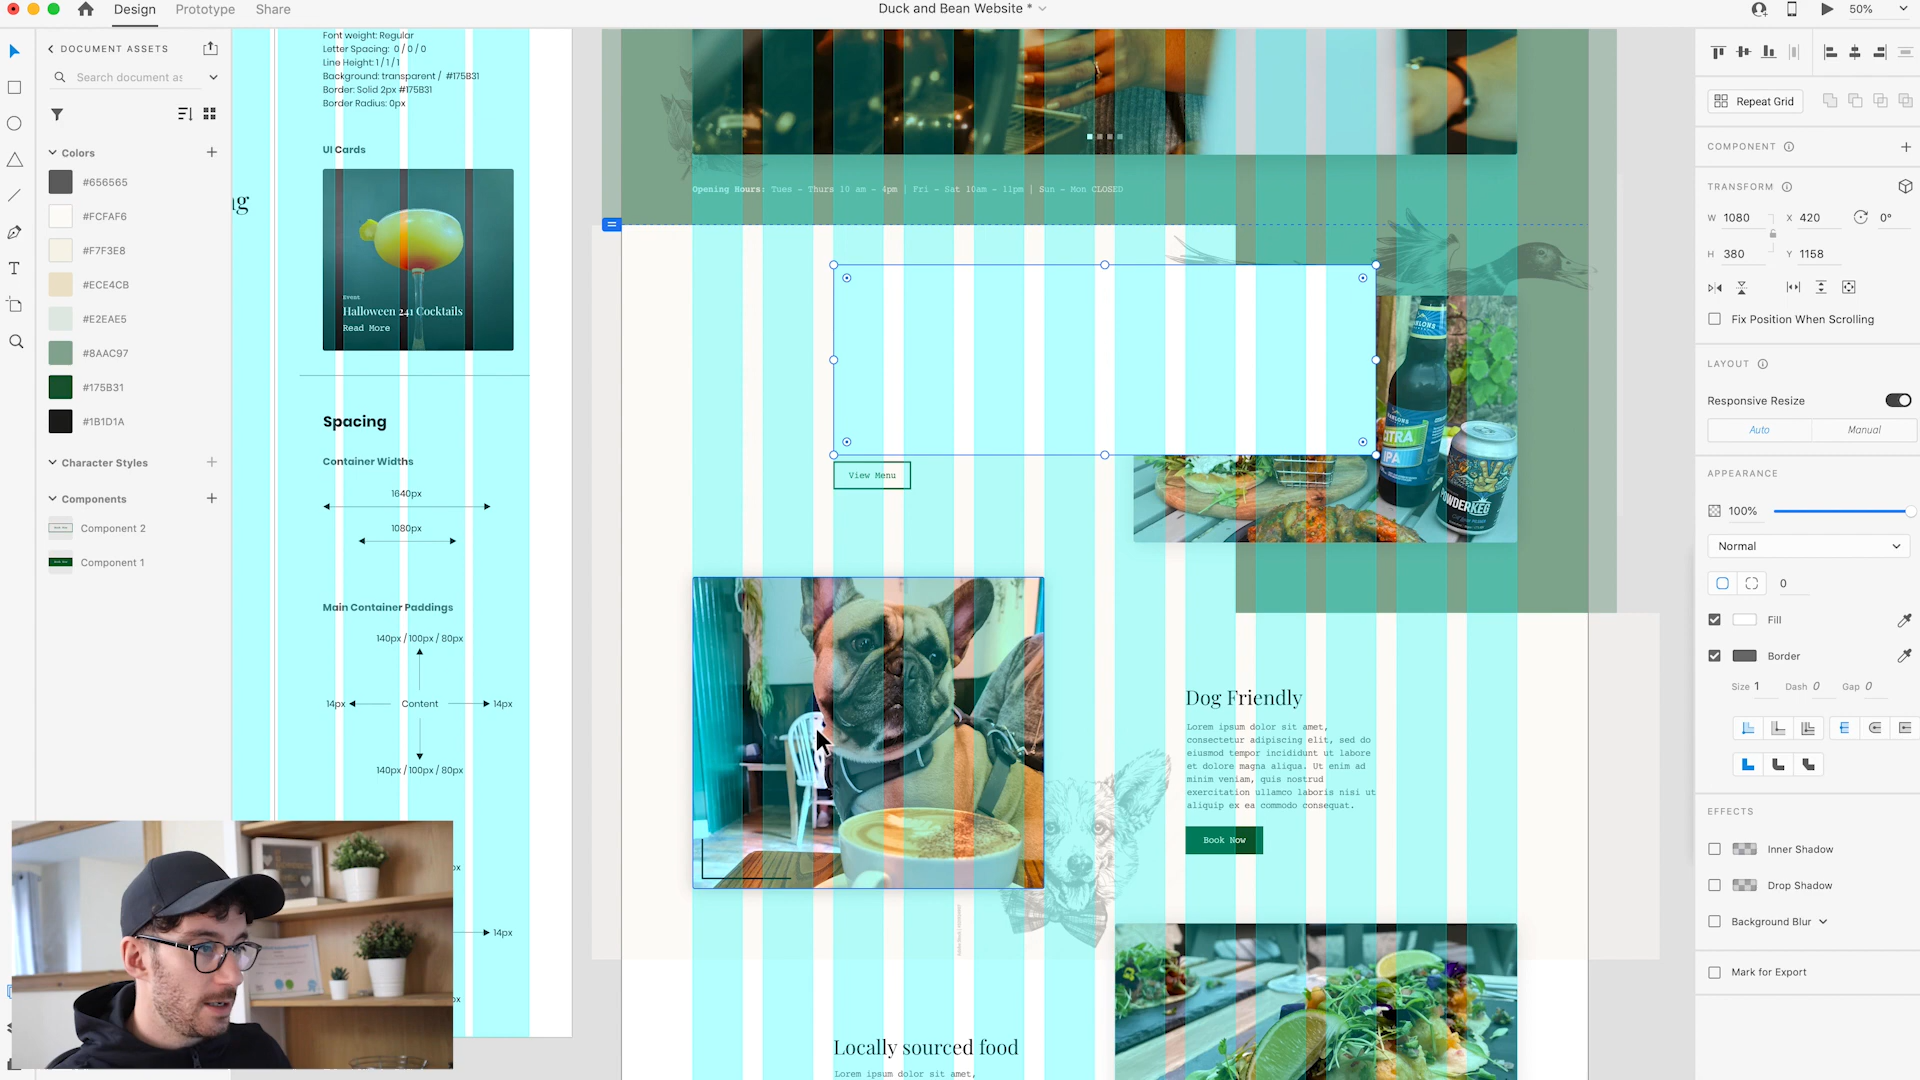 Design
Prototype
Share
Duck and Bean Website *
50%
DOCUMENT ASSETS
Search document as
Colors
#656565
#FCFAF6
#F7F3E8
#ECE4CB
#E2EAE5
#8AAC97
#175B31
#1B1D1A
Character Styles
Components
Component 2
Component 1
Font weight: Regular
Letter Spacing: 0 / 0 / 0
Line Height: 1 / 1 / 1
Background: transparent / #175B31
Border: Solid 2px #175B31
Border Radius: 0px
UI Cards
Event
Halloween 241 Cocktails
Read More
Spacing
Container Widths
1640px
1080px
Main Container Paddings
140px / 100px / 80px
14px
Content
14px
140px / 100px / 80px
px
14px
px
Opening Hours: Tues - Thurs 10 am - 4pm | Fri - Sat 10am - 11pm | Sun - Mon CLOSED
View Menu
CITRA
IPA
POWDERKEG
Dog Friendly
Lorem ipsum dolor sit amet,
consectetur adipiscing elit, sed do
eiusmod tempor incididunt ut labore
et dolore magna aliqua. Ut enim ad
minim veniam, quis nostrud
exercitation ullamco laboris nisi ut
aliquip ex ea commodo consequat.
Book Now
Locally sourced food
Lorem ipsum dolor sit amet,
Repeat Grid
COMPONENT
TRANSFORM
W 1080
X 420
0°
H 380
Y 1158
Fix Position When Scrolling
LAYOUT
Responsive Resize
Auto
Manual
APPEARANCE
100%
Normal
0
Fill
Border
Size 1
Dash 0
Gap 0
EFFECTS
Inner Shadow
Drop Shadow
Background Blur
Mark for Export